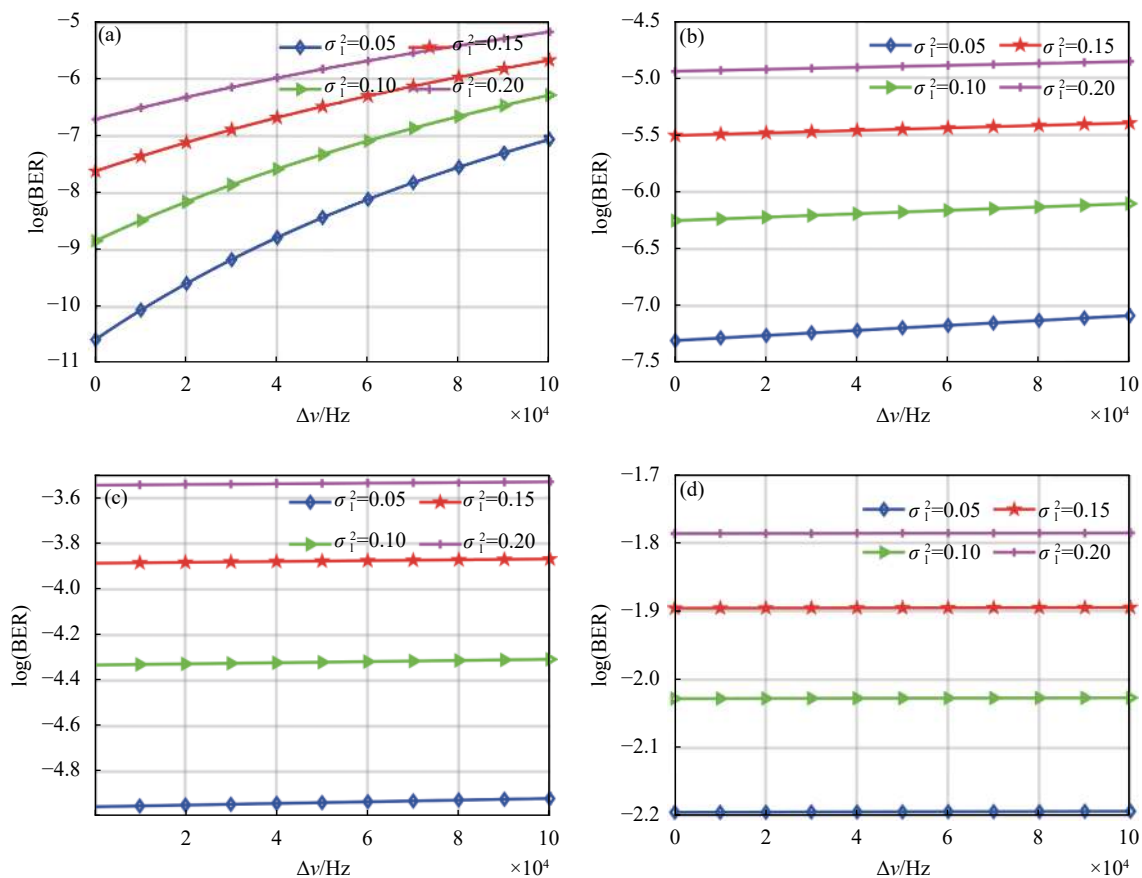 (a)
σ₁²=0.05 σ₁²=0.15
σ₁²=0.10 σ₁²=0.20
−5
−6
−7
−8
−9
−10
−11
log(BER)
0 2 4 6 8 10
Δv/Hz ×10⁴
(b)
σ₁²=0.05 σ₁²=0.15
σ₁²=0.10 σ₁²=0.20
−4.5
−5.0
−5.5
−6.0
−6.5
−7.0
−7.5
log(BER)
0 2 4 6 8 10
Δv/Hz ×10⁴
(c)
σ₁²=0.05 σ₁²=0.15
σ₁²=0.10 σ₁²=0.20
−3.6
−3.8
−4.0
−4.2
−4.4
−4.6
−4.8
log(BER)
0 2 4 6 8 10
Δv/Hz ×10⁴
(d)
σ₁²=0.05 σ₁²=0.15
σ₁²=0.10 σ₁²=0.20
−1.7
−1.8
−1.9
−2.0
−2.1
−2.2
log(BER)
0 2 4 6 8 10
Δv/Hz ×10⁴